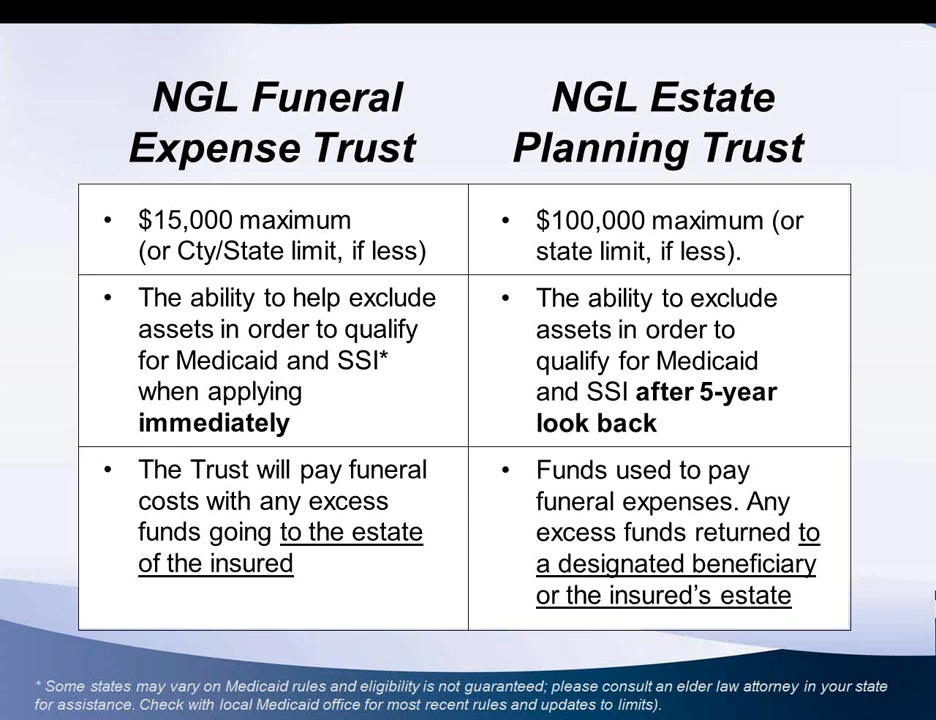 NGL Funeral
Expense Trust
NGL Estate
Planning Trust
• $15,000 maximum
(or Cty/State limit, if less)
• $100,000 maximum (or
state limit, if less).
• The ability to help exclude
assets in order to qualify
for Medicaid and SSI*
when applying
immediately
• The ability to exclude
assets in order to
qualify for Medicaid
and SSI after 5-year
look back
• The Trust will pay funeral
costs with any excess
funds going to the estate
of the insured
• Funds used to pay
funeral expenses. Any
excess funds returned to
a designated beneficiary
or the insured’s estate
* Some states may vary on Medicaid rules and eligibility is not guaranteed; please consult an elder law attorney in your state
for assistance. Check with local Medicaid office for most recent rules and updates to limits).